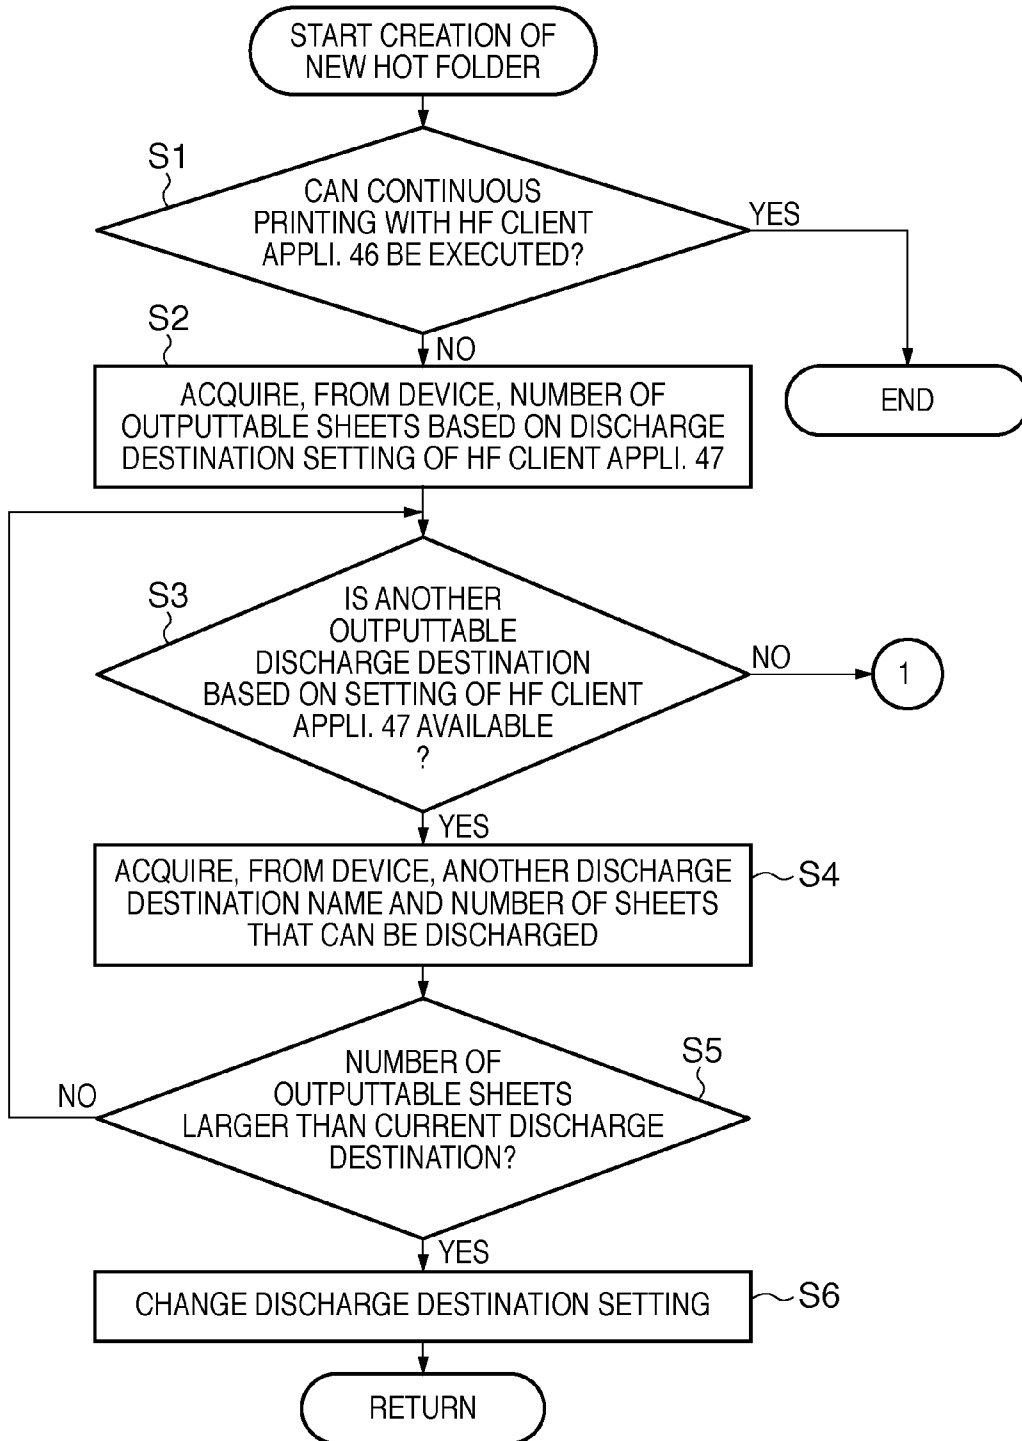 START CREATION OF
NEW HOT FOLDER
S1
CAN CONTINUOUS
PRINTING WITH HF CLIENT
APPLI. 46 BE EXECUTED?
YES
S2
NO
ACQUIRE, FROM DEVICE, NUMBER OF
OUTPUTTABLE SHEETS BASED ON DISCHARGE
DESTINATION SETTING OF HF CLIENT APPLI. 47
END
S3
IS ANOTHER
OUTPUTTABLE
DISCHARGE DESTINATION
BASED ON SETTING OF HF CLIENT
APPLI. 47 AVAILABLE
?
NO
1
YES
ACQUIRE, FROM DEVICE, ANOTHER DISCHARGE
DESTINATION NAME AND NUMBER OF SHEETS
THAT CAN BE DISCHARGED
S4
NUMBER OF
OUTPUTTABLE SHEETS
LARGER THAN CURRENT DISCHARGE
DESTINATION?
S5
NO
YES
CHANGE DISCHARGE DESTINATION SETTING
S6
RETURN